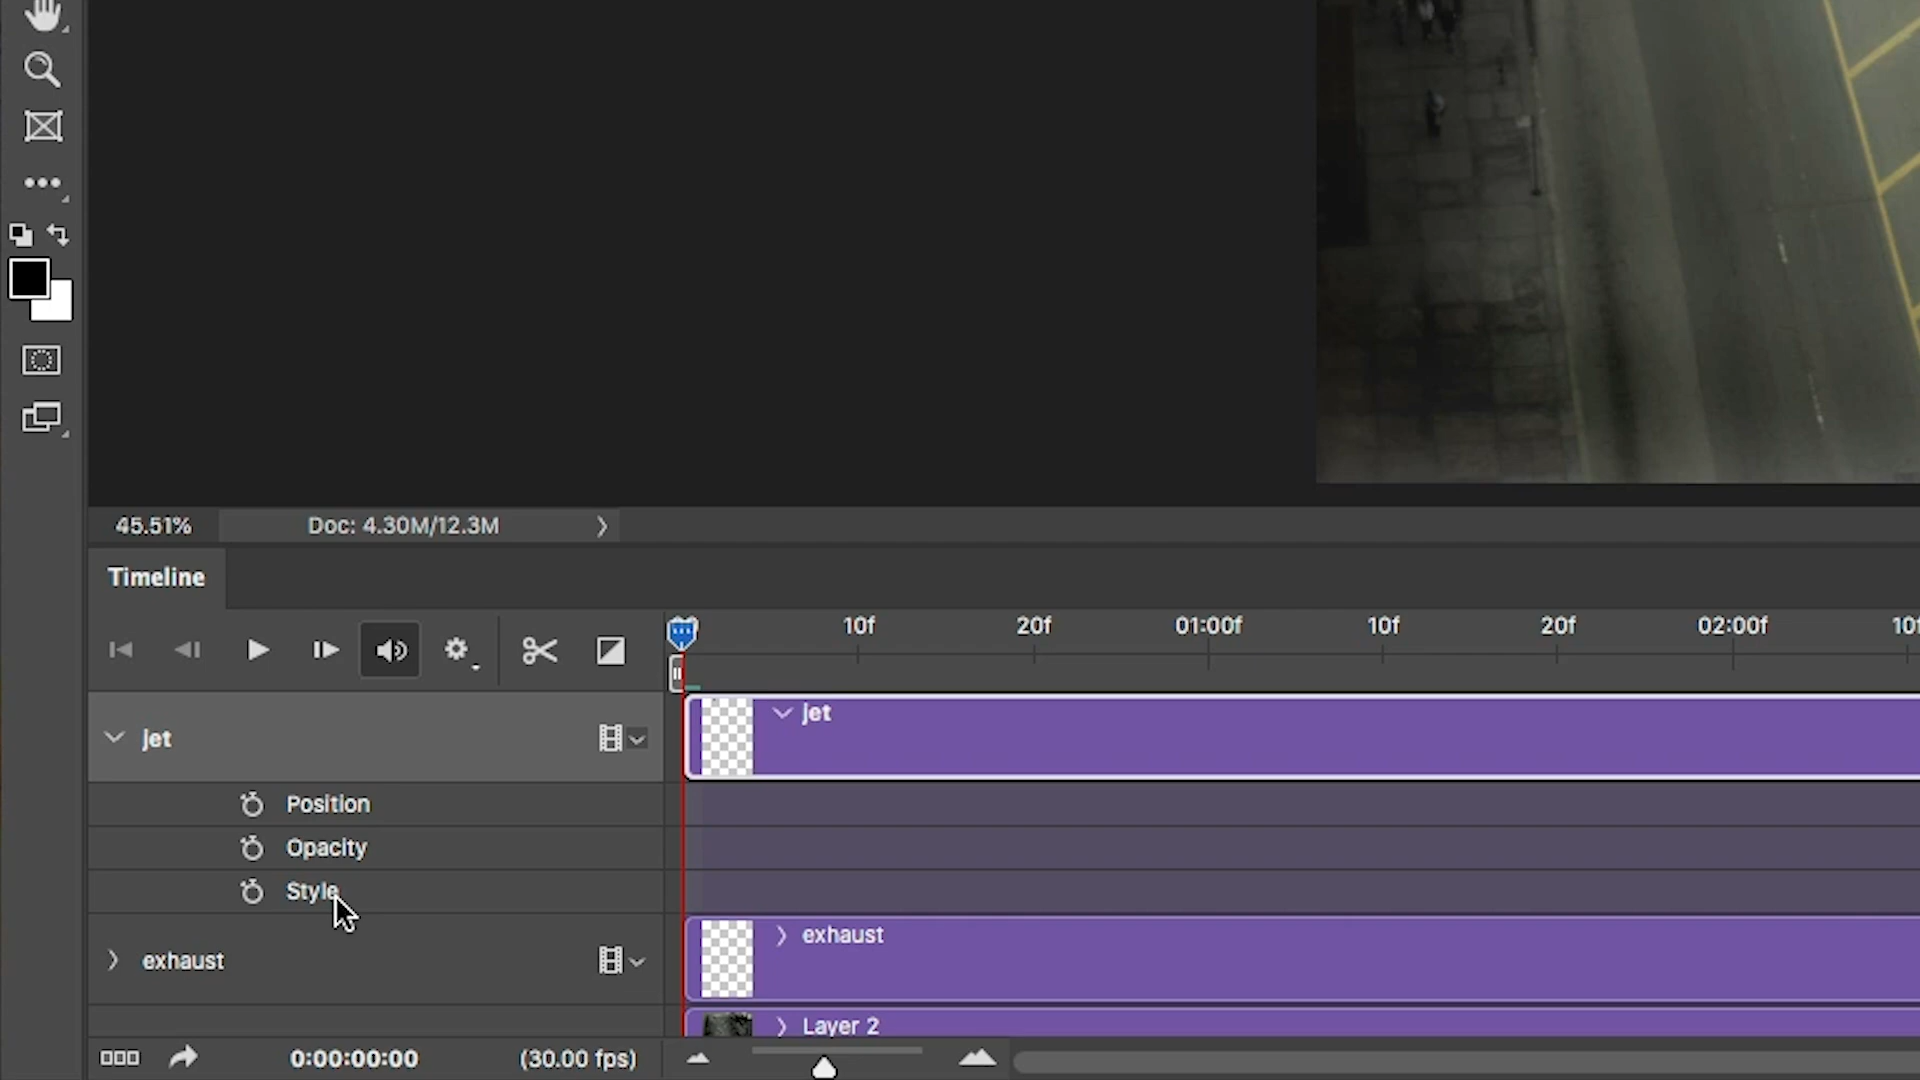 45.51%
Doc: 4.30M/12.3M
Timeline
10f 20f 01:00f 10f 20f 02:00f
jet
jet
Position
Opacity
Style
exhaust
exhaust
Layer 2
0:00:00:00
(30.00 fps)